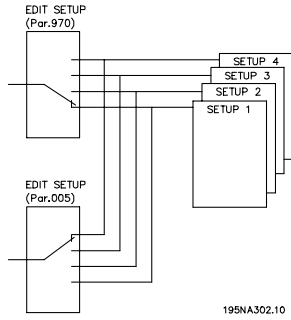 EDIT SETUP
(Par.970)
SETUP 4
SETUP 3
SETUP 2
SETUP 1
EDIT SETUP
(Par.005)
195NA302.10